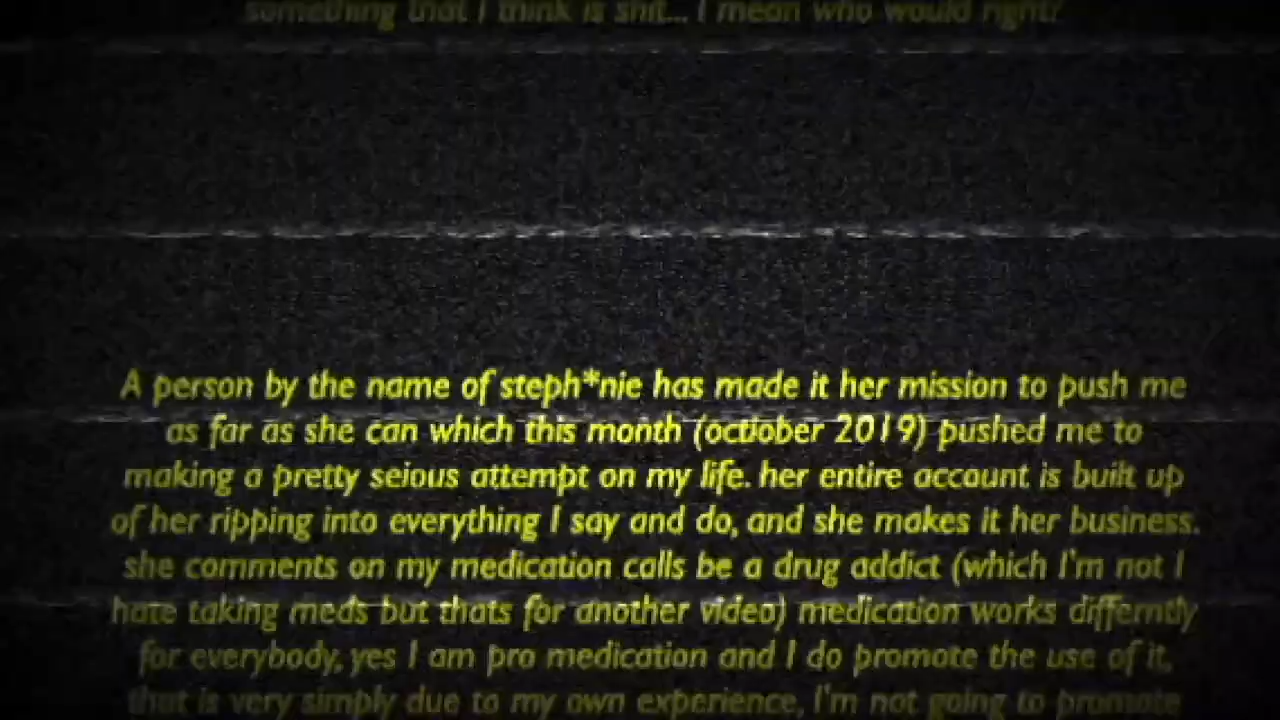 something that I think is shit... I mean who would right?
A person by the name of steph*nie has made it her mission to push me
as far as she can which this month (octiober 2019) pushed me to
making a pretty seious attempt on my life. her entire account is built up
of her ripping into everything I say and do, and she makes it her business.
she comments on my medication calls be a drug addict (which I'm not I
hate taking meds but thats for another video) medication works differntly
for everybody, yes I am pro medication and I do promote the use of it,
that is very simply due to my own experience, I'm not going to promote